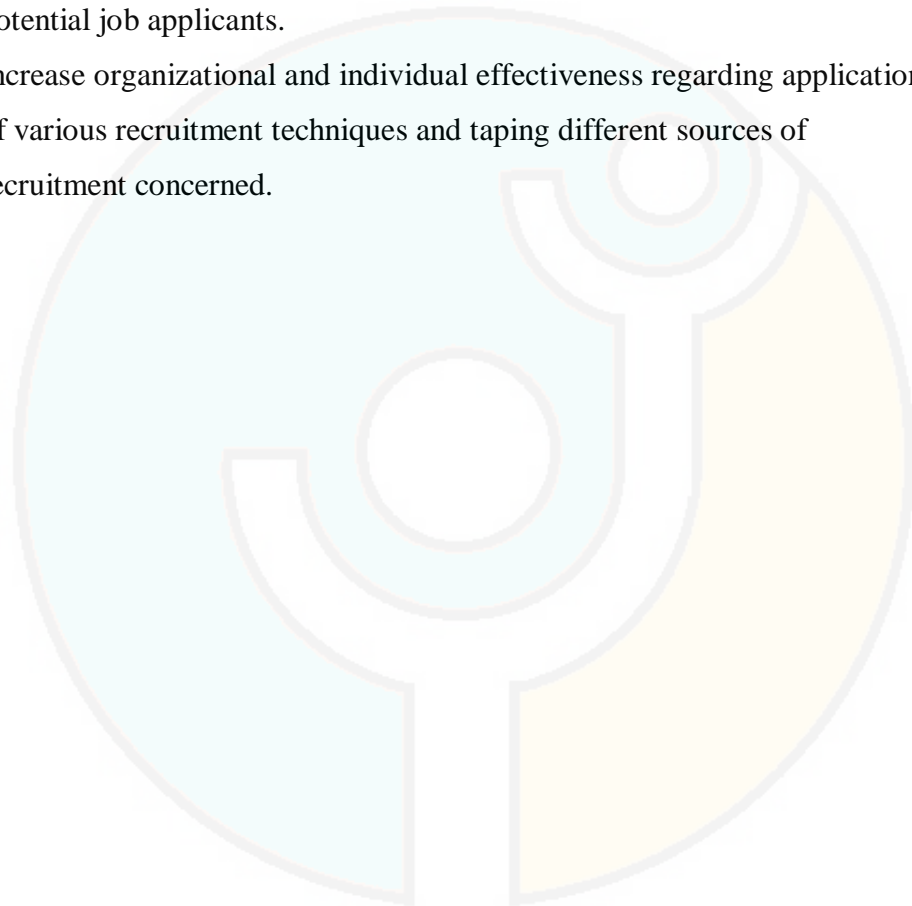 otential job applicants.
ncrease organizational and individual effectiveness regarding application
f various recruitment techniques and taping different sources of
ecruitment concerned.